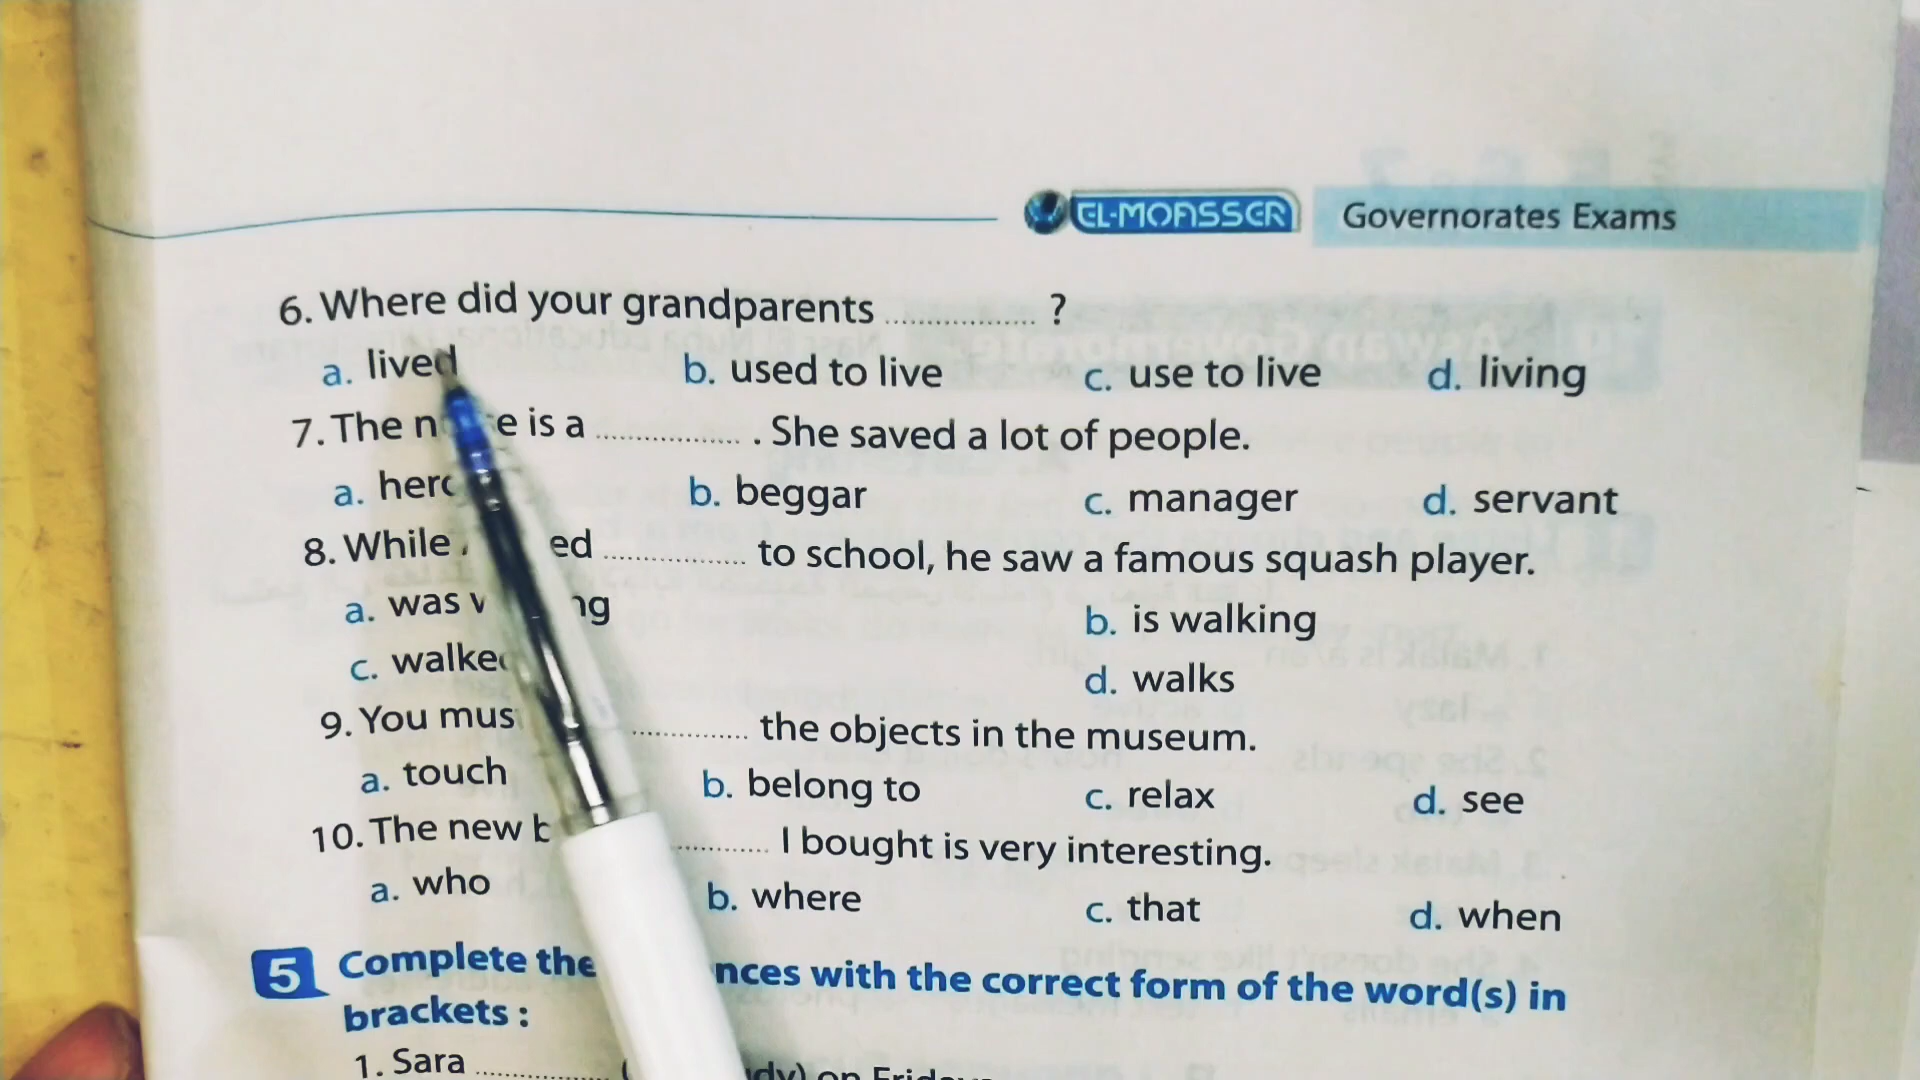 EL-MOASSER Governorates Exams
6. Where did your grandparents ................ ?
a. lived b. used to live c. use to live d. living
7. The is a ................ . She saved a lot of people.
a. b. beggar c. manager d. servant
8. While ................ to school, he saw a famous squash player.
a. was b. is walking
c. d. walks
9. You ............ the objects in the museum.
a. touch b. belong to c. relax d. see
10. The new .......... I bought is very interesting.
a. who b. where c. that d. when
5 Complete the with the correct form of the word(s) in
brackets :
1. Sara .............. on